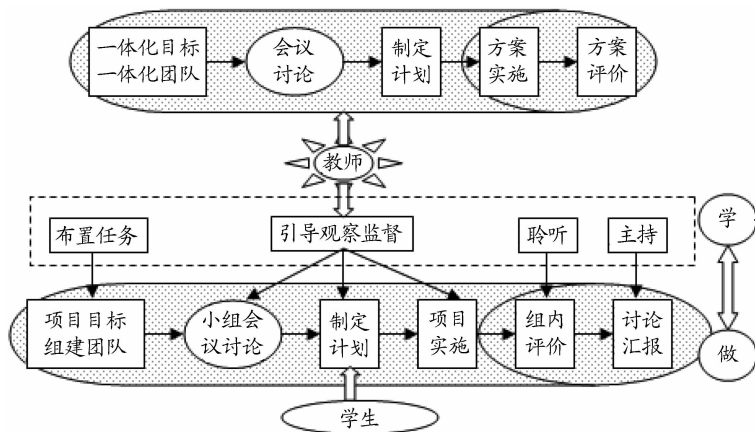 一体化目标
一体化团队
会议
讨论
制定
计划
方案
实施
方案
评价
教师
布置任务
引导观察监督
聆听
主持
学
项目目标
组建团队
小组会
议讨论
制定
计划
项目
实施
组内
评价
讨论
汇报
做
学生